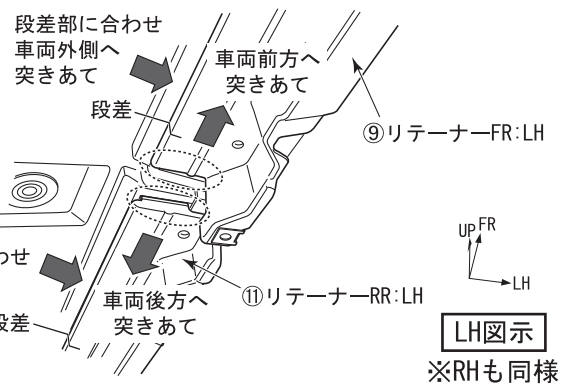 段差部に合わせ
車両外側へ
突きあて
車両前方へ
突きあて
段差
⑨リテーナーFR:LH
UP
FR
LH
わせ
段差
車両後方へ
突きあて
⑪リテーナーRR:LH
LH図示
※RHも同様